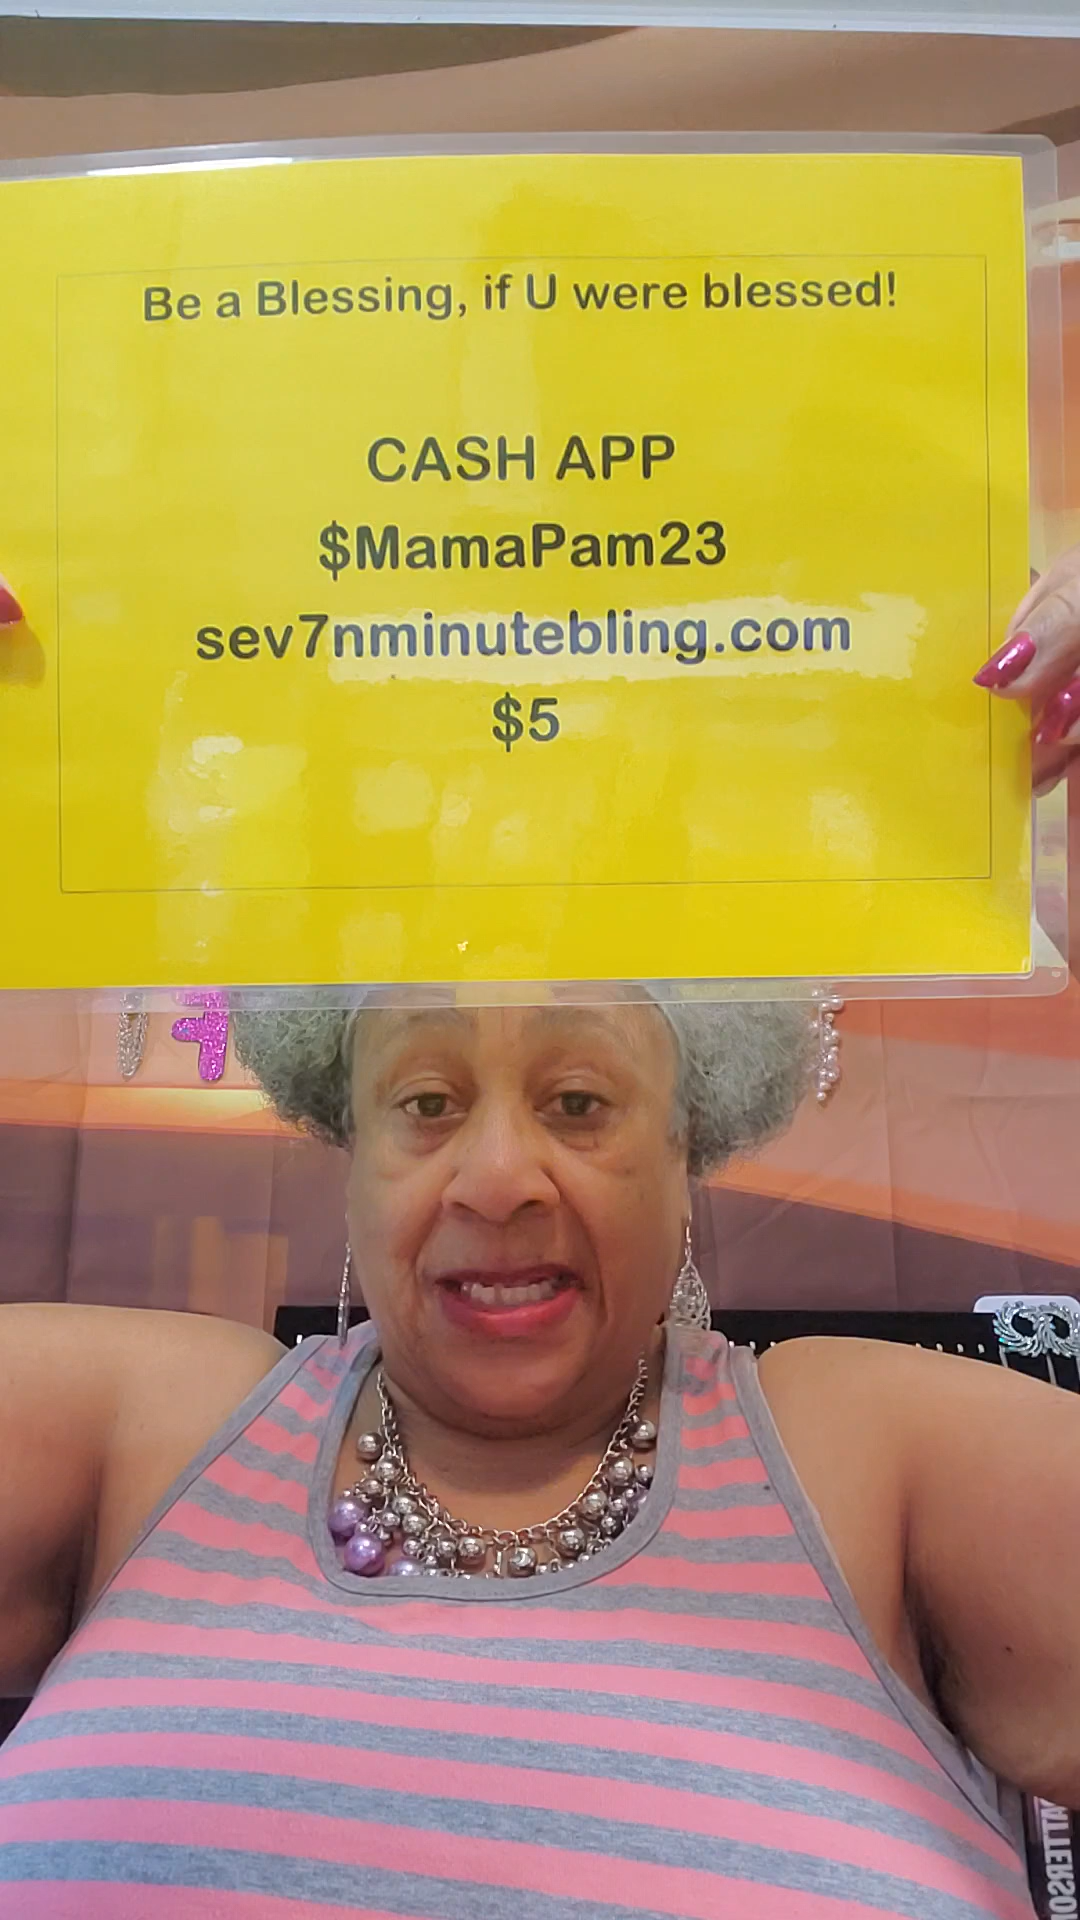 Be a Blessing, if U were blessed!
CASH APP
$MamaPam23
sev7nminutebling.com
$5